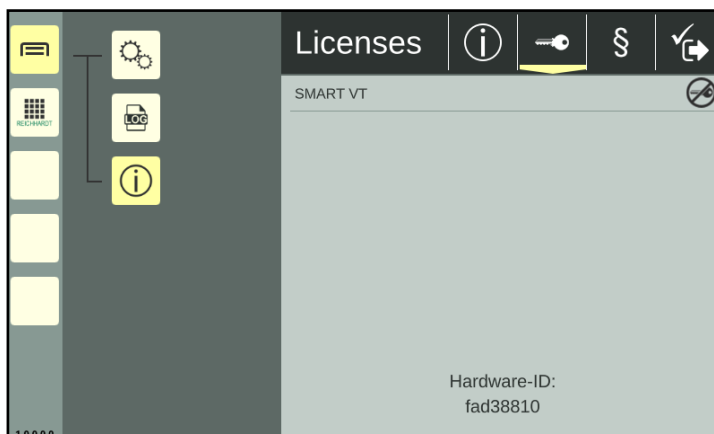 Licenses
§
SMART VT
REICHHARDT
LOG
Hardware-ID:
fad38810